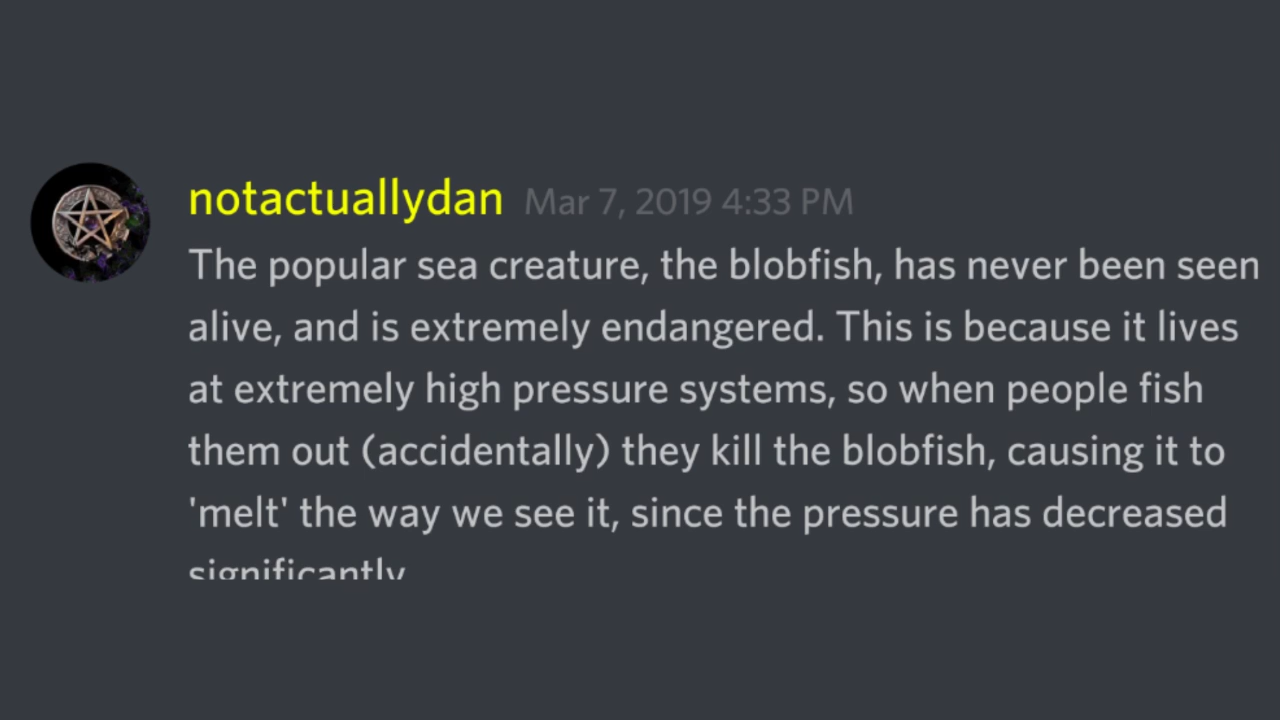 notactuallydan Mar 7, 2019 4:33 PM
The popular sea creature, the blobfish, has never been seen
alive, and is extremely endangered. This is because it lives
at extremely high pressure systems, so when people fish
them out (accidentally) they kill the blobfish, causing it to
'melt' the way we see it, since the pressure has decreased
significantly